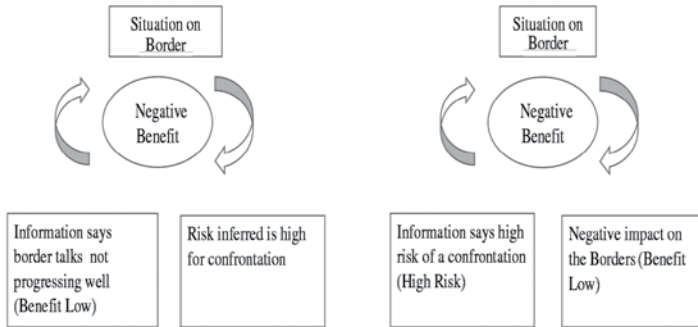 Situation on
Border
Negative
Benefit
Information says
border talks not
progressing well
(Benefit Low)
Risk inferred is high
for confrontation
Situation on
Border
Negative
Benefit
Information says high
risk of a confrontation
(High Risk)
Negative impact on
the Borders (Benefit
Low)